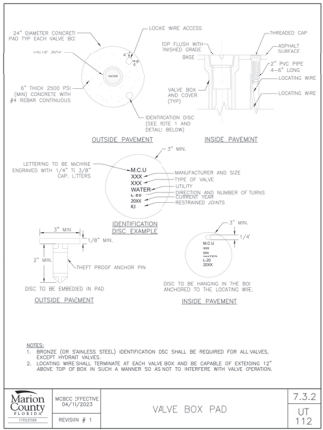 24" DIAMETER CONCRETE
PAD TYP EACH VALVE BOX
LOCATE WIRE ACCESS
VALVE BOX
6" THICK 2500 PSI
(MIN) CONCRETE WITH
#4 REBAR CONTINUOUS
IDENTIFICATION DISC
(SEE NOTE 1 AND
DETAIL BELOW)
OUTSIDE PAVEMENT
TOP FLUSH WITH
FINISHED GRADE
BASE
THREADED CAP
ASPHALT
SURFACE
2" PVC PIPE
4-6" LONG
LOCATING WIRE
VALVE BOX
AND COVER
(TYP)
LOCATING WIRE
INSIDE PAVEMENT
3" MIN.
LETTERING TO BE MACHINE
ENGRAVED WITH 1/4" TO 3/8"
CAP. LETTERS
M.C.U
XXX
XXX
WATER
20XX
RJ
MANUFACTURER AND SIZE
TYPE OF VALVE
UTILITY
DIRECTION AND NUMBER OF TURNS
CURRENT YEAR
RESTRAINED JOINTS
IDENTIFICATION
DISC EXAMPLE
3" MIN.
1/8" MIN.
2" MIN.
THEFT PROOF ANCHOR PIN
DISC TO BE EMBEDED IN PAD
OUTSIDE PAVEMENT
3" MIN.
1/4"
M.C.U
XXX
XXX
WATER
L-20
20XX
DISC TO BE HANGING IN THE BOX
ANCHORED TO THE LOCATING WIRE.
INSIDE PAVEMENT
NOTES:
1. BRONZE (OR STAINLESS STEEL) IDENTIFICATION DISC SHALL BE REQUIRED FOR ALL VALVES,
EXCEPT HYDRANT VALVES.
2. LOCATING WIRE SHALL TERMINATE AT EACH VALVE BOX AND BE CAPABLE OF EXTENDING 12"
ABOVE TOP OF BOX IN SUCH A MANNER SO AS NOT TO INTERFERE WITH VALVE OPERATION.
Marion
County
FLORIDA
UTILITIES
MCBCC EFFECTIVE
04/11/2023
REVISION # 1
VALVE BOX PAD
7.3.2
UT
112